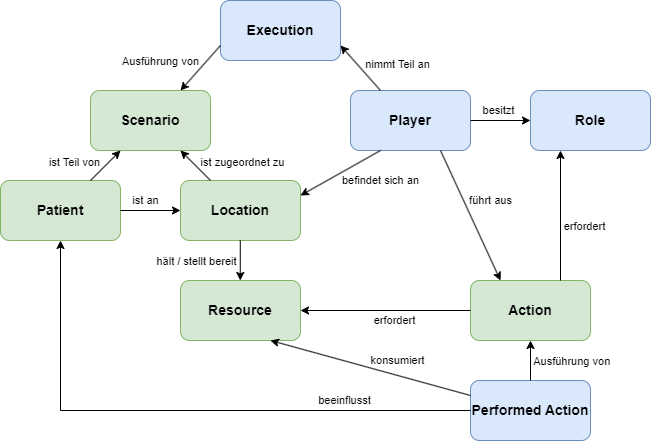 Execution
Ausführung von
nimmt Teil an
Scenario
Player
besitzt
Role
ist Teil von
ist zugeordnet zu
befindet sich an
Patient
ist an
Location
führt aus
erfordert
hält / stellt bereit
Resource
erfordert
Action
konsumiert
Ausführung von
beeinflusst
Performed Action